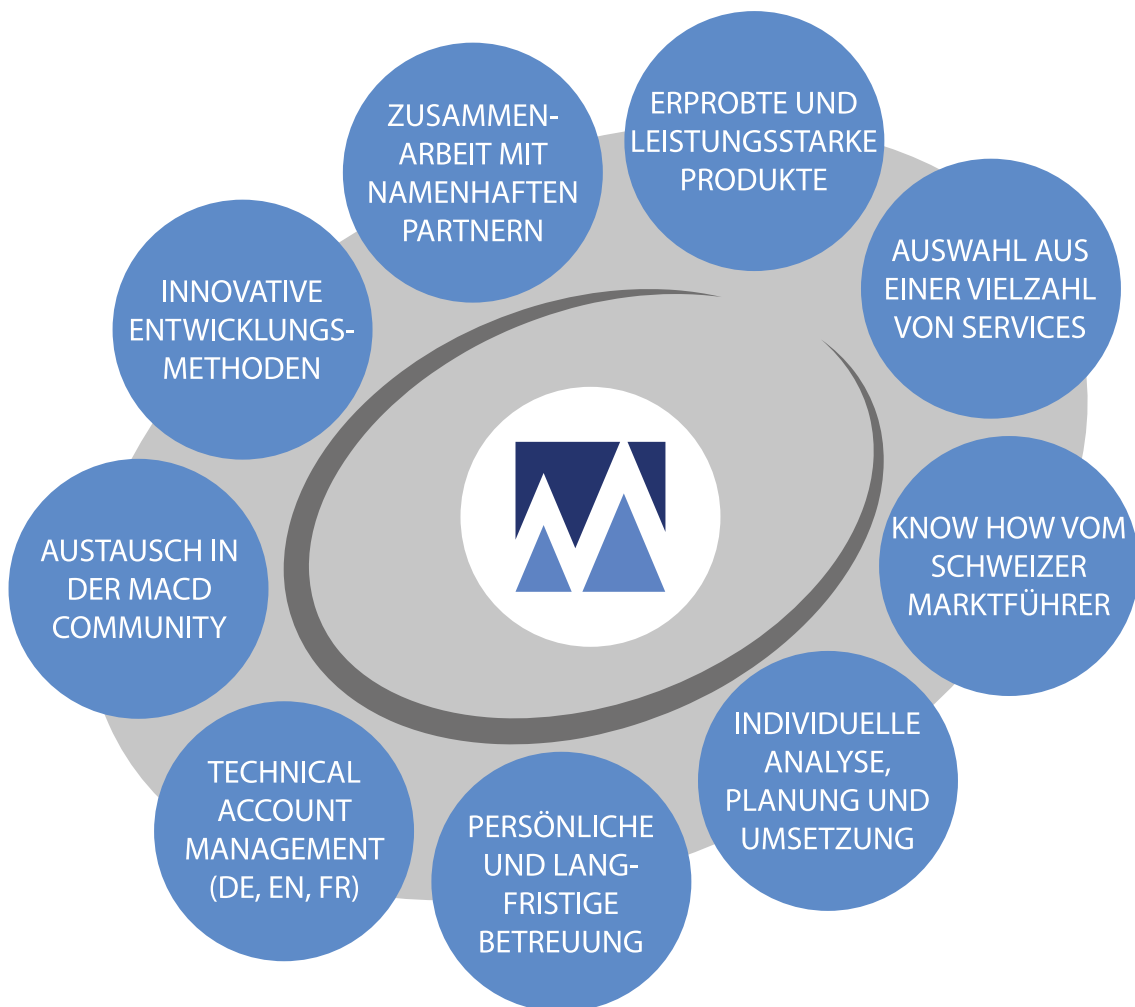 ZUSAMMEN-
ARBEIT MIT
NAMENHAFTEN
PARTNERN
ERPROBTE UND
LEISTUNGSSTARKE
PRODUKTE
AUSWAHL AUS
EINER VIELZAHL
VON SERVICES
KNOW HOW VOM
SCHWEIZER
MARKTFÜHRER
INDIVIDUELLE
ANALYSE,
PLANUNG UND
UMSETZUNG
PERSÖNLICHE
UND LANG-
FRISTIGE
BETREUUNG
TECHNICAL
ACCOUNT
MANAGEMENT
(DE, EN, FR)
AUSTAUSCH IN
DER MACD
COMMUNITY
INNOVATIVE
ENTWICKLUNGS-
METHODEN